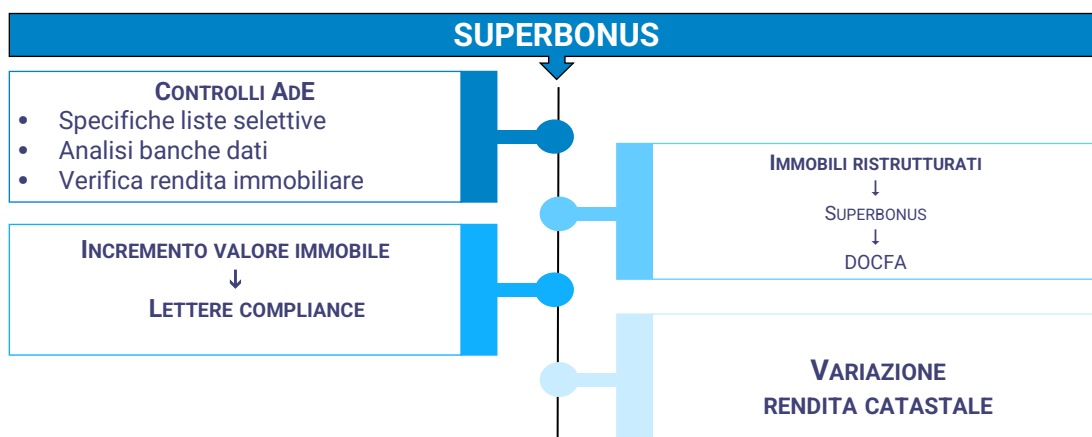 SUPERBONUS
CONTROLLI ADE
• Specifiche liste selettive
• Analisi banche dati
• Verifica rendita immobiliare
IMMOBILI RISTRUTTURATI
↓
SUPERBONUS
↓
DOCFA
INCREMENTO VALORE IMMOBILE
↓
LETTERE COMPLIANCE
VARIAZIONE
RENDITA CATASTALE